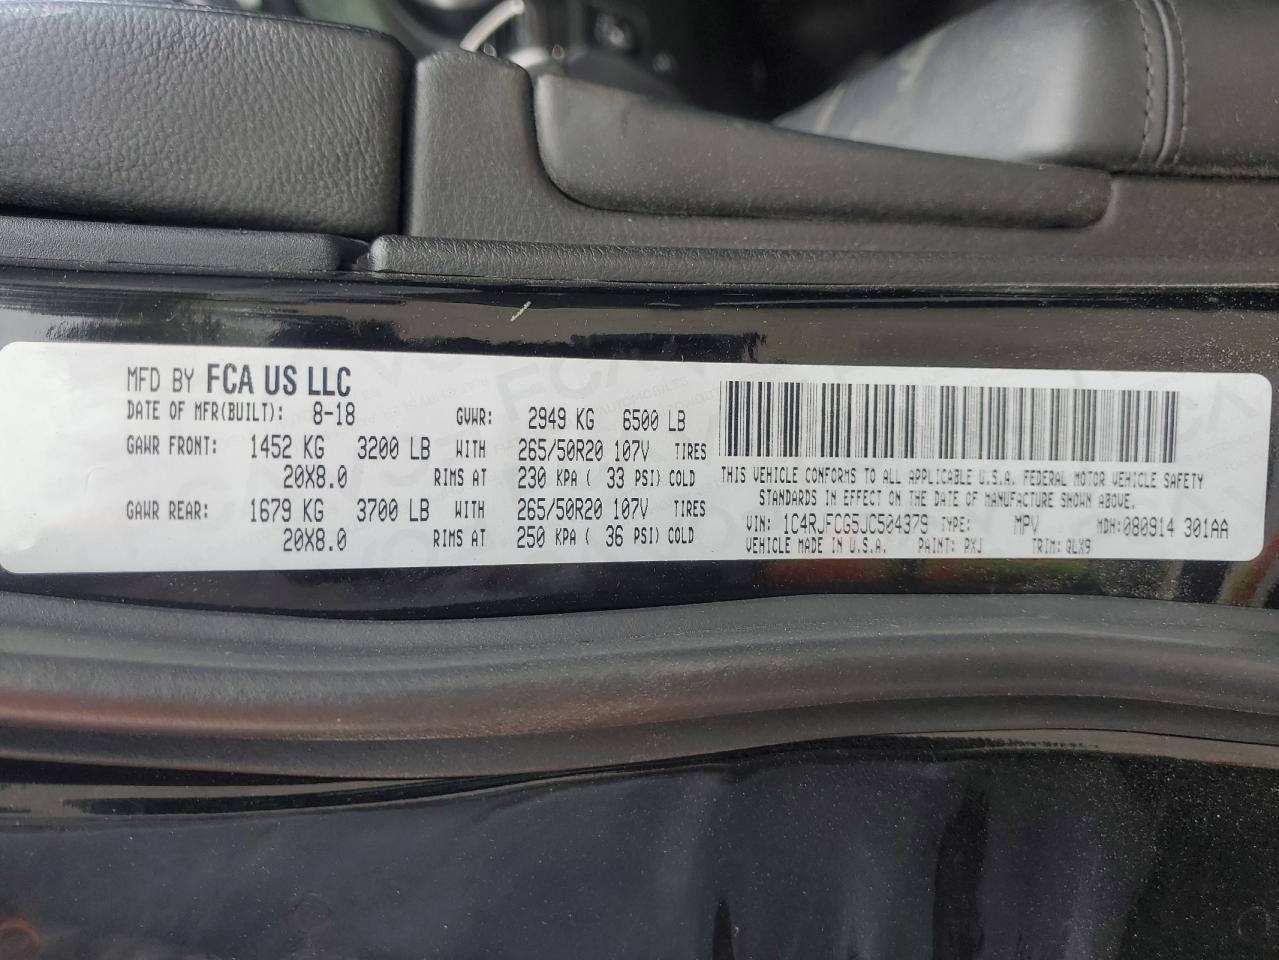 MFD BY FCA US LLC
DATE OF MFR(BUILT): 8-18 GVWR: 2949 KG 6500 LB
GAWR FRONT: 1452 KG 3200 LB WITH 265/50R20 107V TIRES
20X8.0 RIMS AT 230 KPA ( 33 PSI) COLD
GAWR REAR: 1679 KG 3700 LB WITH 265/50R20 107V TIRES
20X8.0 RIMS AT 250 KPA ( 36 PSI) COLD
THIS VEHICLE CONFORMS TO ALL APPLICABLE U.S.A. FEDERAL MOTOR VEHICLE SAFETY
STANDARDS IN EFFECT ON THE DATE OF MANUFACTURE SHOWN ABOVE.
VIN: 1C4RJFCG5JC504379 TYPE: MPV MDH:080914 301AA
VEHICLE MADE IN U.S.A. PAINT: PXJ TRIM: QLX9